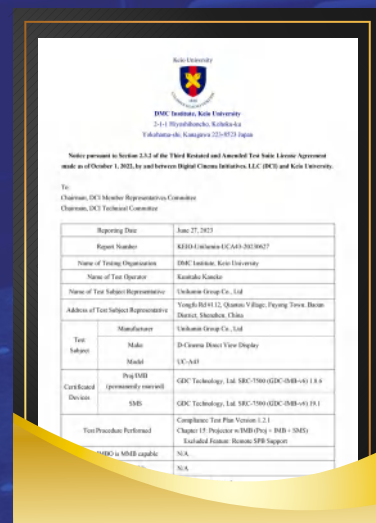 Keio University
DMC Institute, Keio University
2-1-1 Hiyoshihoncho, Kohoku-ku
Yokohama-shi, Kanagawa 223-8523 Japan
Notice pursuant to Section 2.3.2 of the Third Restated and Amended Test Suite License Agreement
made as of October 1, 2022, by and between Digital Cinema Initiatives, LLC (DCI) and Keio University.
To:
Chairman, DCI Member Representatives Committee
Chairman, DCI Technical Committee
Reporting Date June 27, 2023
Report Number KEIO-Unilumin-UCA43-20230627
Name of Testing Organization DMC Institute, Keio University
Name of Test Operator Kazutake Kaneko
Name of Test Subject Representative Unilumin Group Co., Ltd
Address of Test Subject Representative Yongfu Rd #112, Qiaotou Village, Fuyong Town, Baoan
District, Shenzhen, China
Test
Subject
Manufacturer Unilumin Group Co., Ltd
Make D-Cinema Direct View Display
Model UC-A43
Certificated
Devices
Proj/IMB
(permanently married)
GDC Technology, Ltd. SRC-7500 (GDC-IMB-v6) 1.8.6
SMS GDC Technology, Ltd. SRC-7500 (GDC-IMB-v6) 19.1
Test Procedure Performed Compliance Test Plan Version 1.2.1
Chapter 15: Projector w/IMB (Proj + IMB + SMS)
Excluded Feature: Remote SPB Support
is MMB capable N/A
N/A